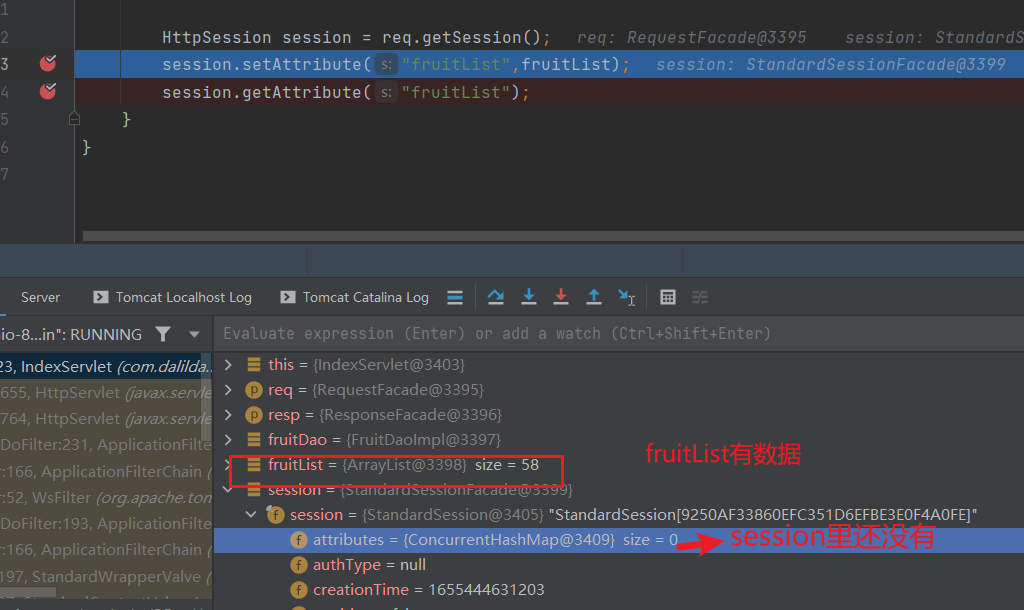 1
2 HttpSession session = req.getSession(); req: RequestFacade@3395 session: StandardS
3 session.setAttribute( s: "fruitList",fruitList); session: StandardSessionFacade@3399
4 session.getAttribute( s: "fruitList");
5 }
6 }
7
Server Tomcat Localhost Log Tomcat Catalina Log
io-8...in": RUNNING
Evaluate expression (Enter) or add a watch (Ctrl+Shift+Enter)
23, IndexServlet (com.dalilda..
655, HttpServlet (javax.servle
764, HttpServlet (javax.servle
DoFilter:231, ApplicationFilte
r:166, ApplicationFilterChain (
r:52, WsFilter (org.apache.tom
DoFilter:193, ApplicationFilte
r:166, ApplicationFilterChain (
197, StandardWrapperValve (
this = {IndexServlet@3403}
req = {RequestFacade@3395}
resp = {ResponseFacade@3396}
fruitDao = {FruitDaoImpl@3397}
fruitList = {ArrayList@3398} size = 58
fruitList有数据
session = {StandardSessionFacade@3399}
session = {StandardSession@3405} "StandardSession[9250AF33860EFC351D6EFBE3E0F4A0FE]"
attributes = {ConcurrentHashMap@3409} size = 0
session里还没有
authType = null
creationTime = 1655444631203